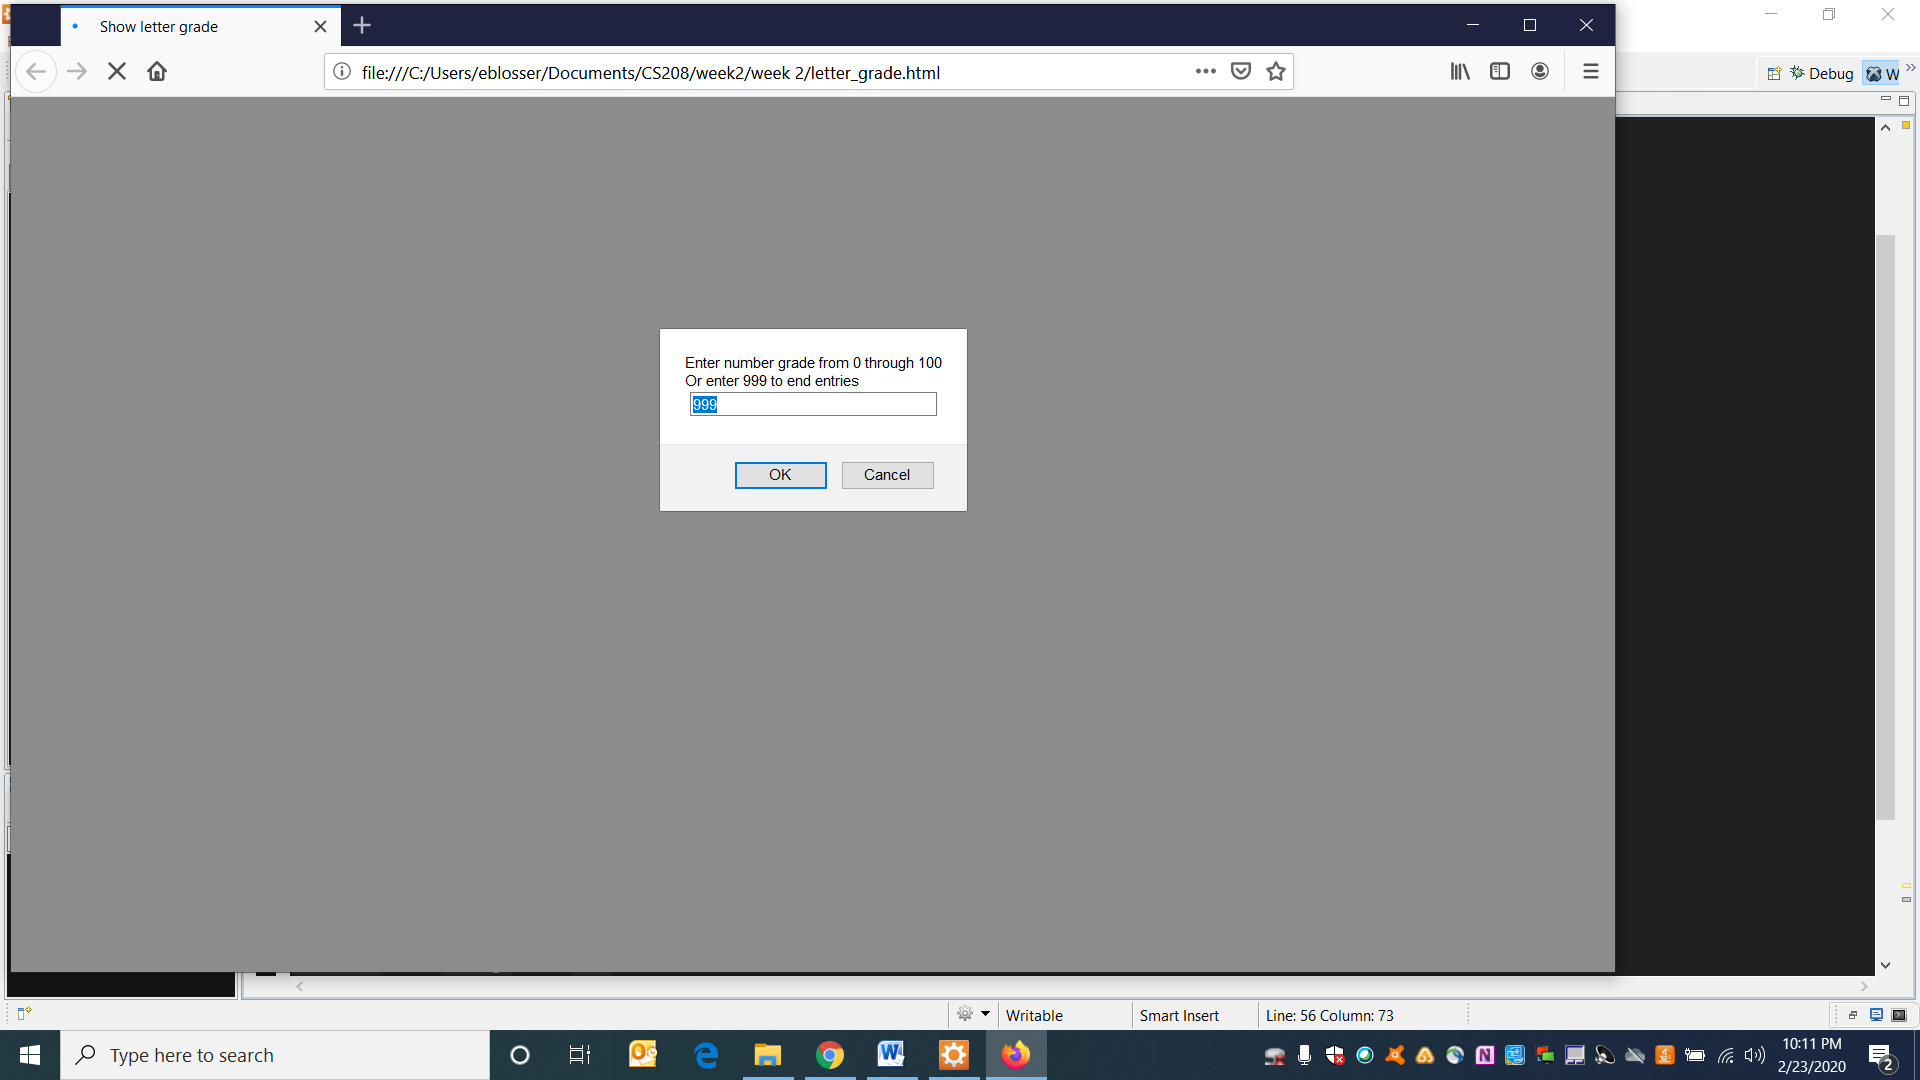 Show letter grade
file:///C:/Users/eblosser/Documents/CS208/week2/week 2/letter_grade.html
Debug
W
Enter number grade from 0 through 100
Or enter 999 to end entries
999
OK
Cancel
Writable
Smart Insert
Line: 56 Column: 73
Type here to search
10:11 PM
2/23/2020
2